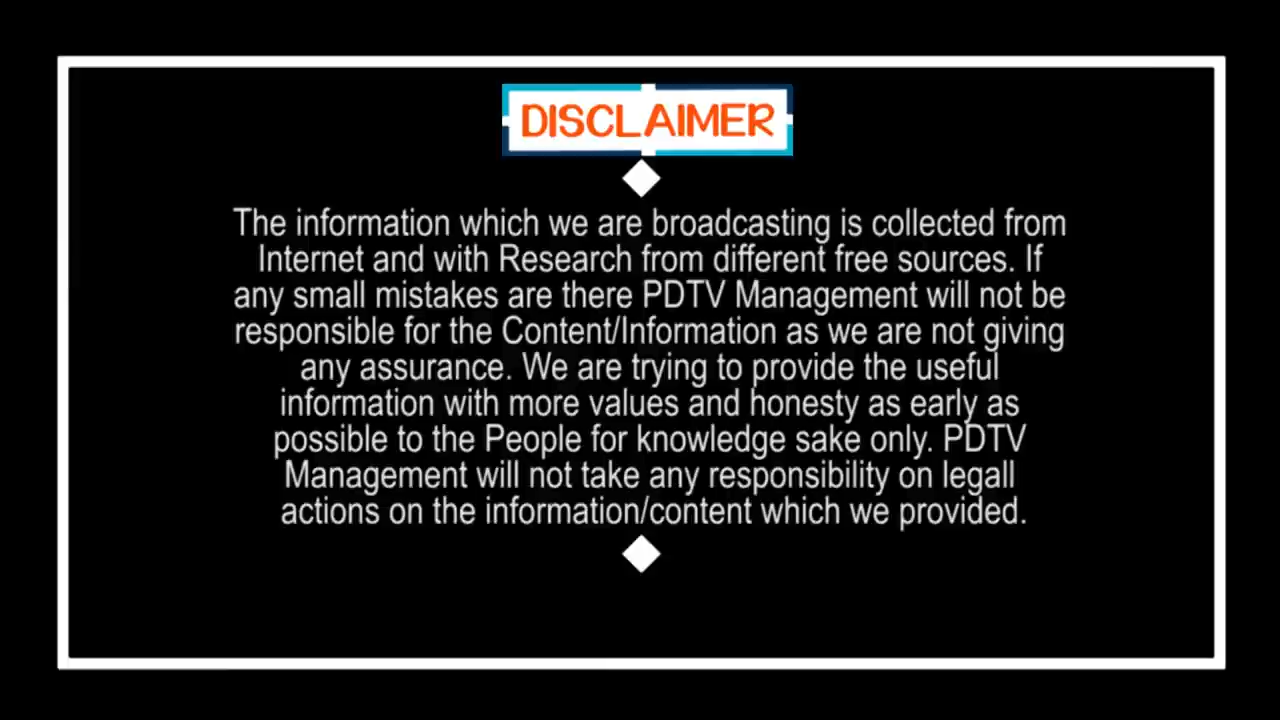 DISCLAIMER
The information which we are broadcasting is collected from
Internet and with Research from different free sources. If
any small mistakes are there PDTV Management will not be
responsible for the Content/Information as we are not giving
any assurance. We are trying to provide the useful
information with more values and honesty as early as
possible to the People for knowledge sake only. PDTV
Management will not take any responsibility on legall
actions on the information/content which we provided.